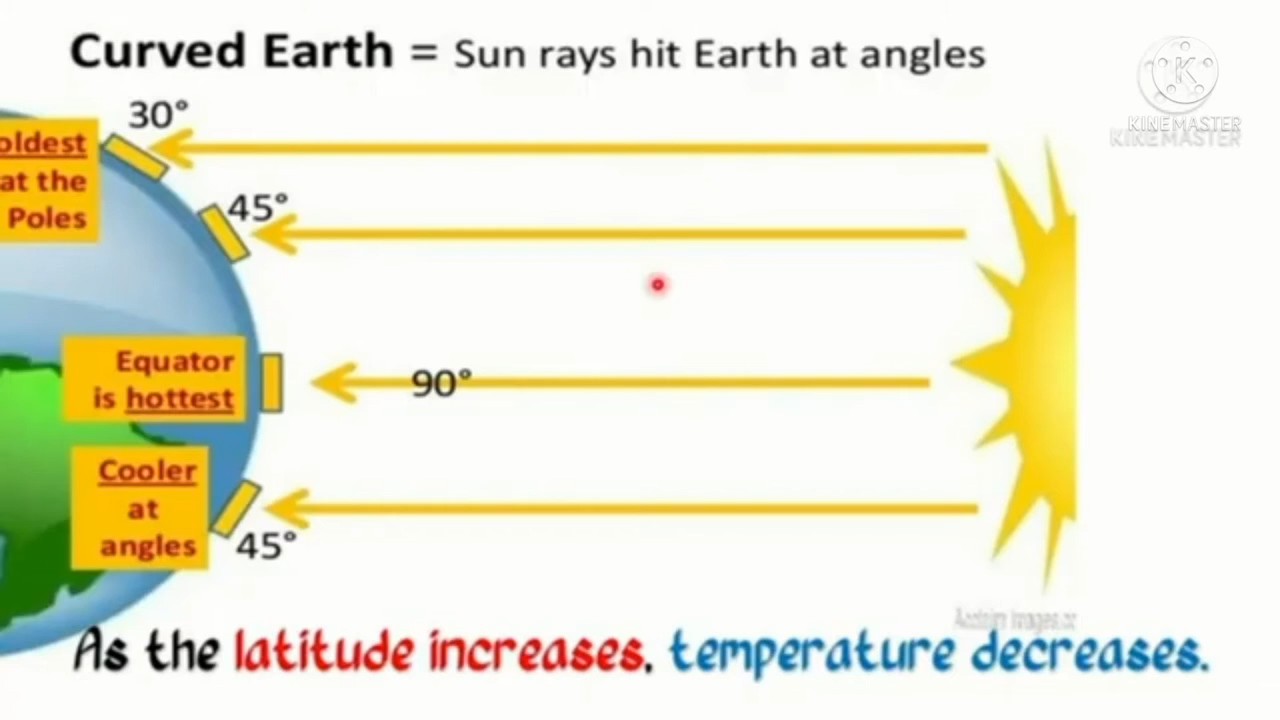 Curved Earth = Sun rays hit Earth at angles
KINEMASTER
KINEMASTER
30°
oldest
at the
Poles
45°
Equator
is hottest
90°
Cooler
at
angles
45°
As the latitude increases, temperature decreases.